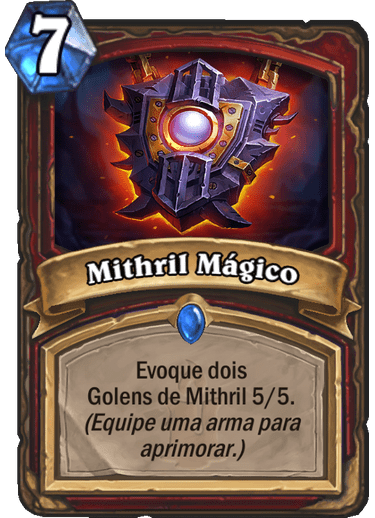 7
Mithril Mágico
Evoque dois
Golens de Mithril 5/5.
(Equipe uma arma para
aprimorar.)